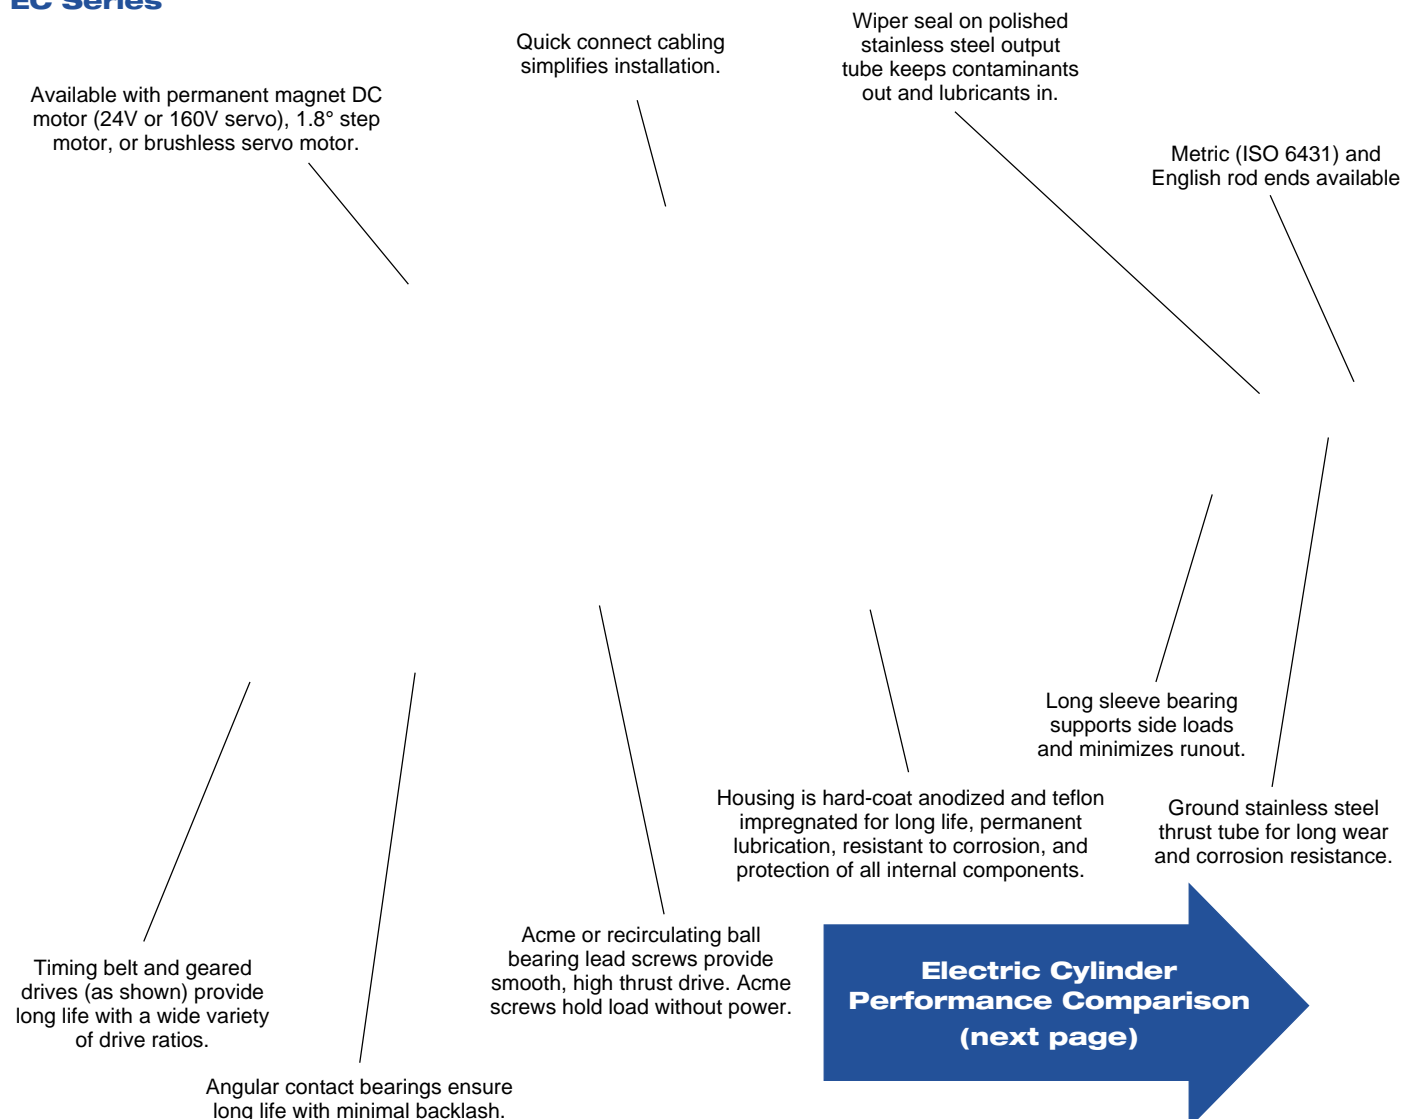 EC Series
Quick connect cabling
simplifies installation.
Wiper seal on polished
stainless steel output
tube keeps contaminants
out and lubricants in.
Available with permanent magnet DC
motor (24V or 160V servo), 1.8° step
motor, or brushless servo motor.
Metric (ISO 6431) and
English rod ends available
Long sleeve bearing
supports side loads
and minimizes runout.
Housing is hard-coat anodized and teflon
impregnated for long life, permanent
lubrication, resistant to corrosion, and
protection of all internal components.
Ground stainless steel
thrust tube for long wear
and corrosion resistance.
Timing belt and geared
drives (as shown) provide
long life with a wide variety
of drive ratios.
Acme or recirculating ball
bearing lead screws provide
smooth, high thrust drive. Acme
screws hold load without power.
Electric Cylinder
Performance Comparison
(next page)
Angular contact bearings ensure
long life with minimal backlash.